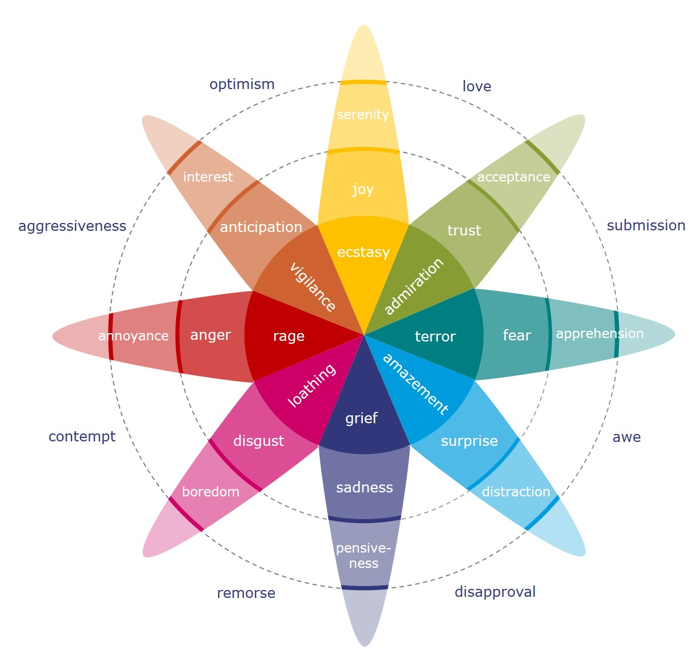 optimism
love
serenity
interest
acceptance
joy
aggressiveness
anticipation
trust
submission
ecstasy
vigilance
admiration
annoyance
anger
rage
terror
fear
apprehension
loathing
amazement
grief
contempt
disgust
surprise
awe
boredom
sadness
distraction
pensive-
ness
remorse
disapproval